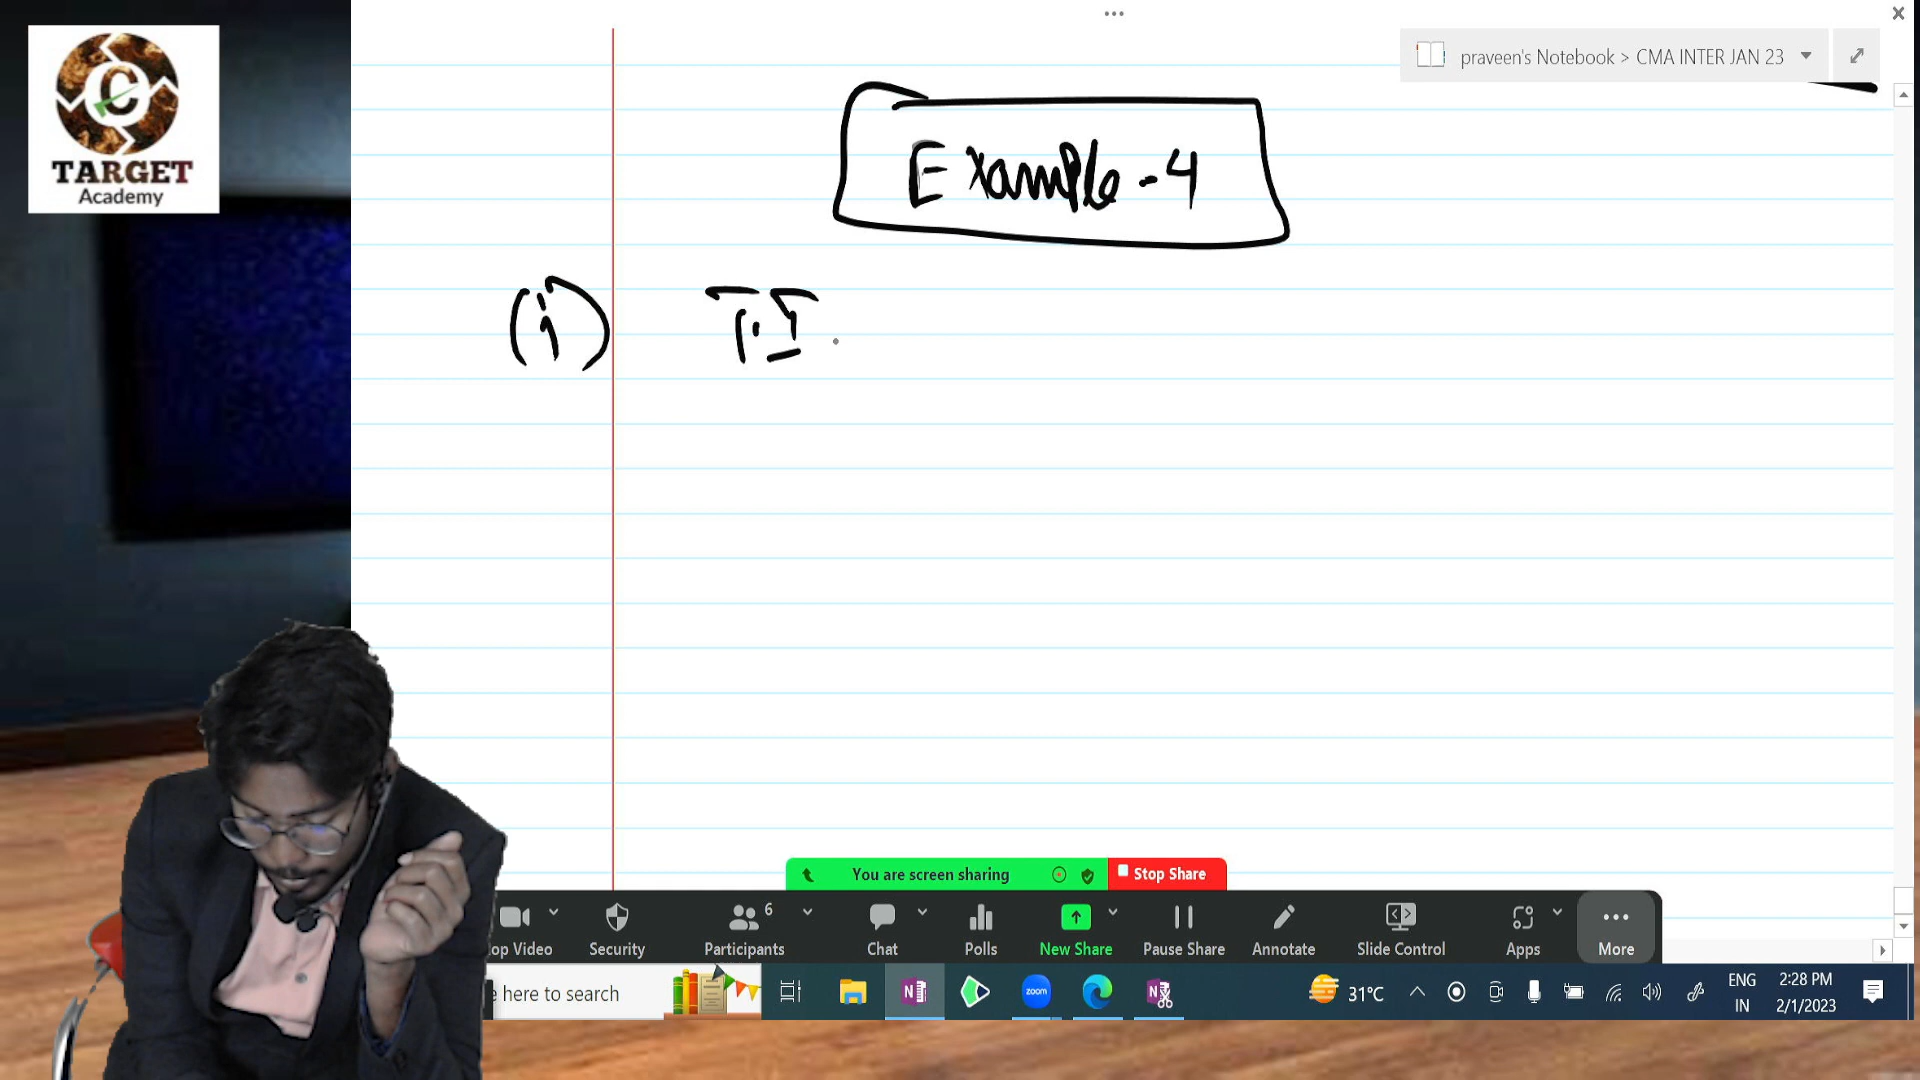 TARGET
Academy
praveen's Notebook > CMA INTER JAN 23
Example-4
(i) T.I
You are screen sharing
Stop Share
op Video
Security
6
Participants
Chat
Polls
New Share
Pause Share
Annotate
Slide Control
Apps
More
e here to search
zoom
31°C
ENG
IN
2:28 PM
2/1/2023